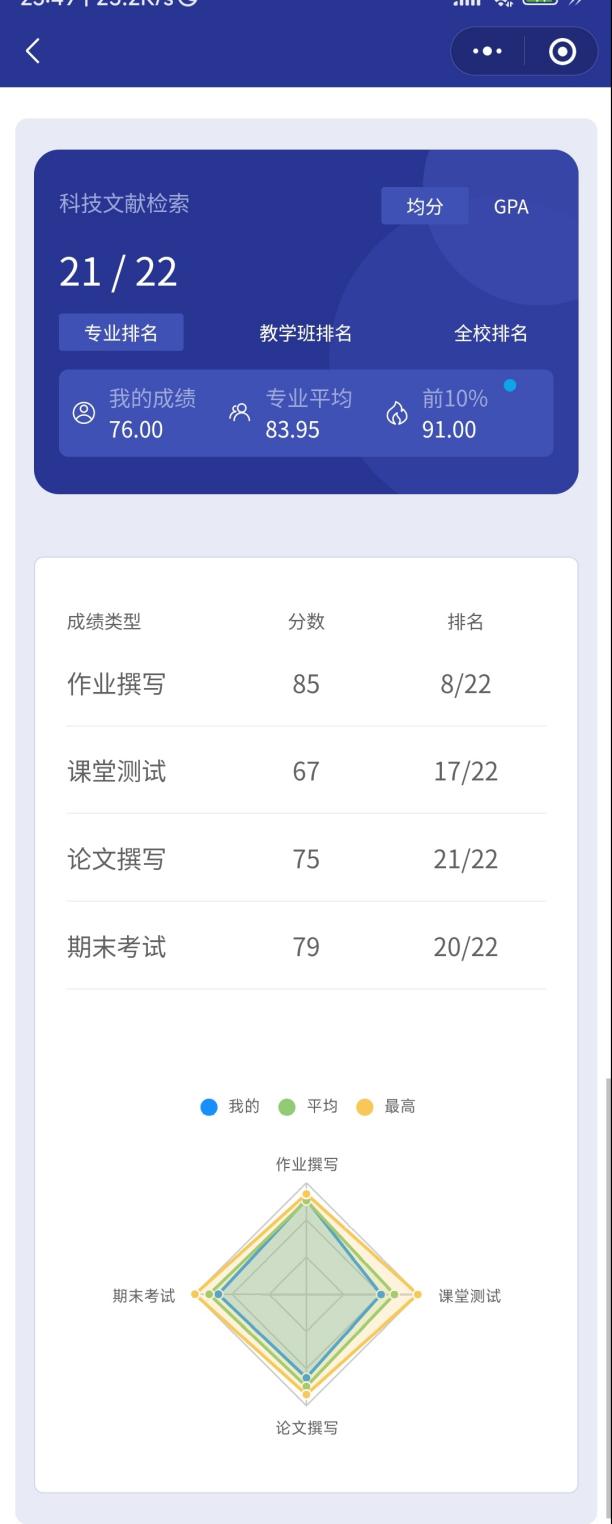 科技文献检索 均分 GPA
21 / 22
专业排名 教学班排名 全校排名
我的成绩 专业平均 前10%
76.00 83.95 91.00
成绩类型 分数 排名
作业撰写 85 8/22
课堂测试 67 17/22
论文撰写 75 21/22
期末考试 79 20/22
我的 平均 最高
作业撰写
期末考试 课堂测试
论文撰写